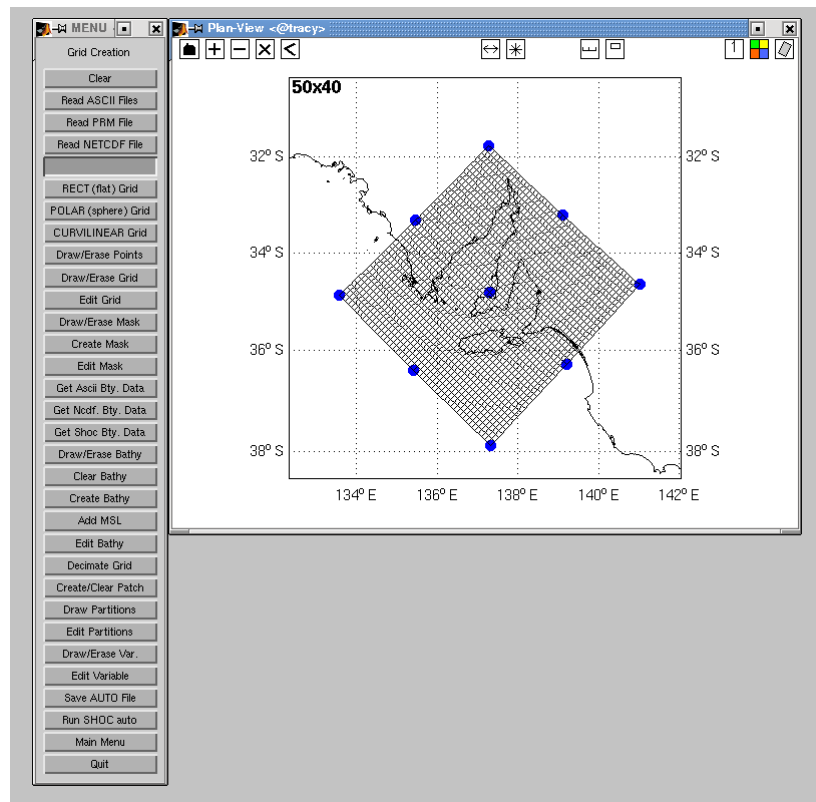 MENU
Grid Creation
Clear
Read ASCII Files
Read PRM File
Read NETCDF File
RECT (flat) Grid
POLAR (sphere) Grid
CURVILINEAR Grid
Draw/Erase Points
Draw/Erase Grid
Edit Grid
Draw/Erase Mask
Create Mask
Edit Mask
Get Ascii Bty. Data
Get Ncdf. Bty. Data
Get Shoc Bty. Data
Draw/Erase Bathy
Clear Bathy
Create Bathy
Add MSL
Edit Bathy
Decimate Grid
Create/Clear Patch
Draw Partitions
Edit Partitions
Draw/Erase Var.
Edit Variable
Save AUTO File
Run SHOC auto
Main Menu
Quit
Plan-View <@tracy>
1
50x40
32° S 32° S
34° S 34° S
36° S 36° S
38° S 38° S
134° E 136° E 138° E 140° E 142° E